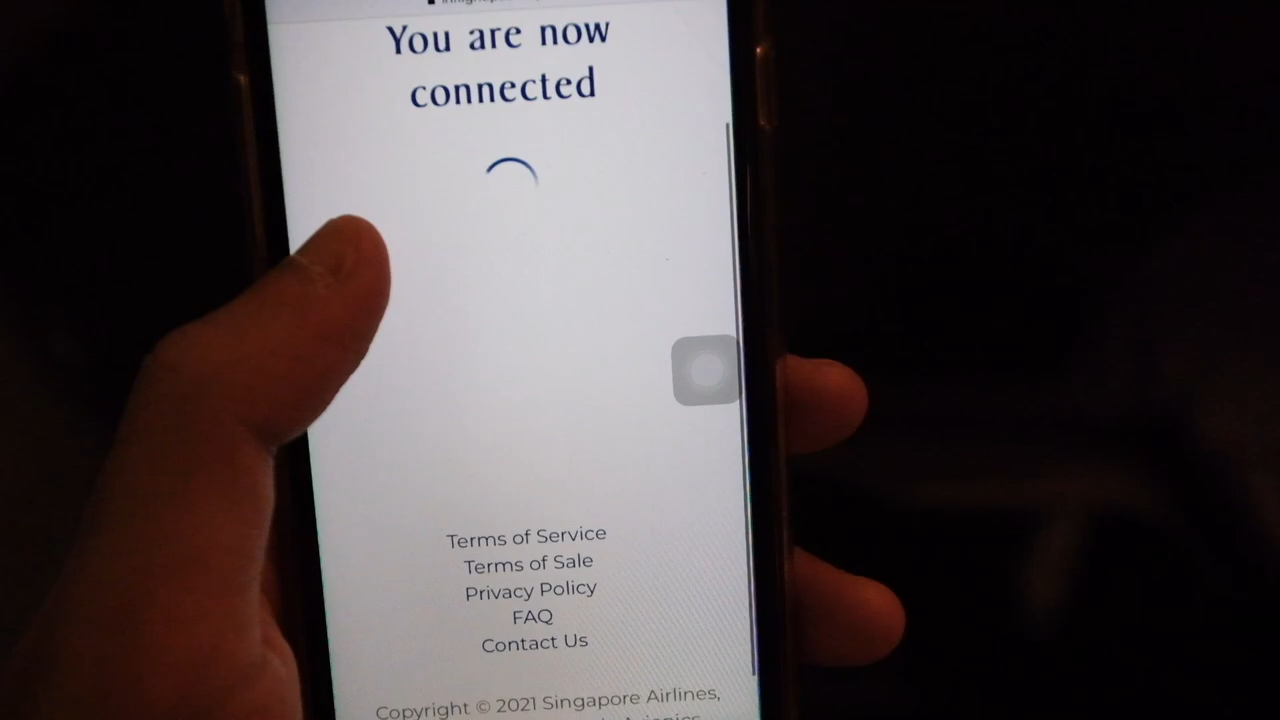 You are now
connected
Terms of Service
Terms of Sale
Privacy Policy
FAQ
Contact Us
Copyright © 2021 Singapore Airlines,
Avionics